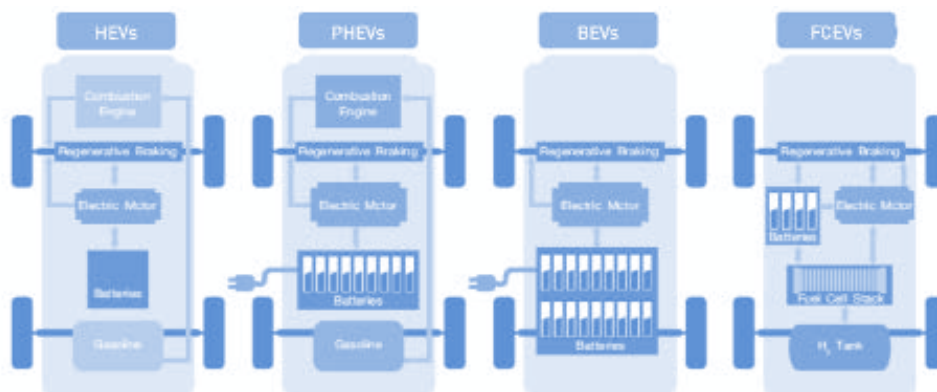 HEVs
Combustion
Engine
Regenerative Braking
Electric Motor
Batteries
Gasoline
PHEVs
Combustion
Engine
Regenerative Braking
Electric Motor
Batteries
Gasoline
BEVs
Regenerative Braking
Electric Motor
Batteries
FCEVs
Regenerative Braking
Electric Motor
Batteries
Fuel Cell Stack
H₂ Tank